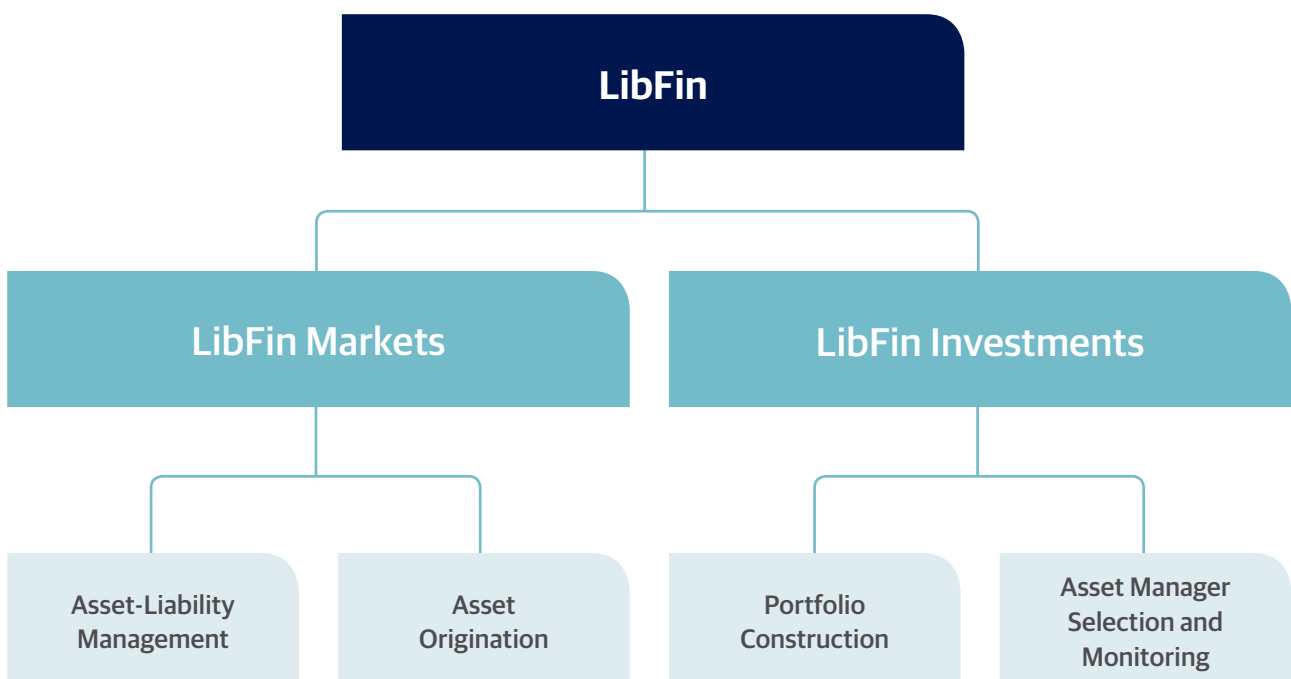 LibFin
LibFin Markets
LibFin Investments
Asset-Liability
Management
Asset
Origination
Portfolio
Construction
Asset Manager
Selection and
Monitoring